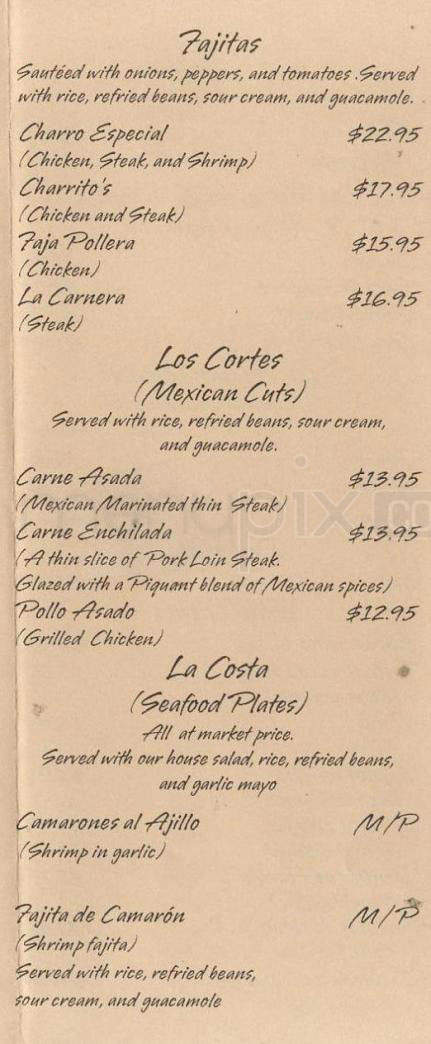 Fajitas
Sautéed with onions, peppers, and tomatoes .Served
with rice, refried beans, sour cream, and guacamole.
Charro Especial $22.95
(Chicken, Steak, and Shrimp)
Charrito's $17.95
(Chicken and Steak)
Faja Pollera $15.95
(Chicken)
La Carnera $16.95
(Steak)
Los Cortes
(Mexican Cuts)
Served with rice, refried beans, sour cream,
and guacamole.
Carne Asada $13.95
(Mexican Marinated thin Steak)
Carne Enchilada $13.95
(A thin slice of Pork Loin Steak.
Glazed with a Piquant blend of Mexican spices)
Pollo Asado $12.95
(Grilled Chicken)
La Costa
(Seafood Plates)
All at market price.
Served with our house salad, rice, refried beans,
and garlic mayo
Camarones al Ajillo M/P
(Shrimp in garlic)
Fajita de Camarón M/P
(Shrimp fajita)
Served with rice, refried beans,
sour cream, and guacamole